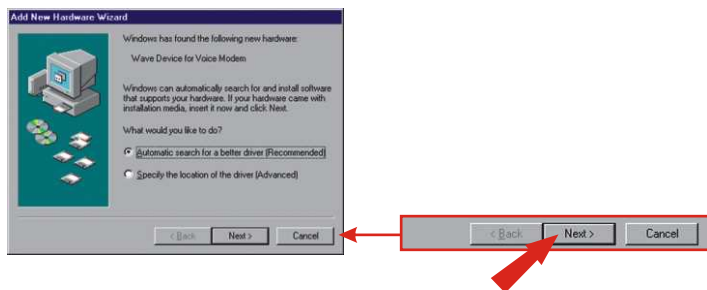 Add New Hardware Wizard
Windows has found the following new hardware:
Wave Device for Voice Modem
Windows can automatically search for and install software
that supports your hardware. If your hardware came with
installation media, insert it now and click Next.
What would you like to do?
Automatic search for a better driver (Recommended)
Specify the location of the driver (Advanced)
< Back
Next >
Cancel
< Back
Next >
Cancel